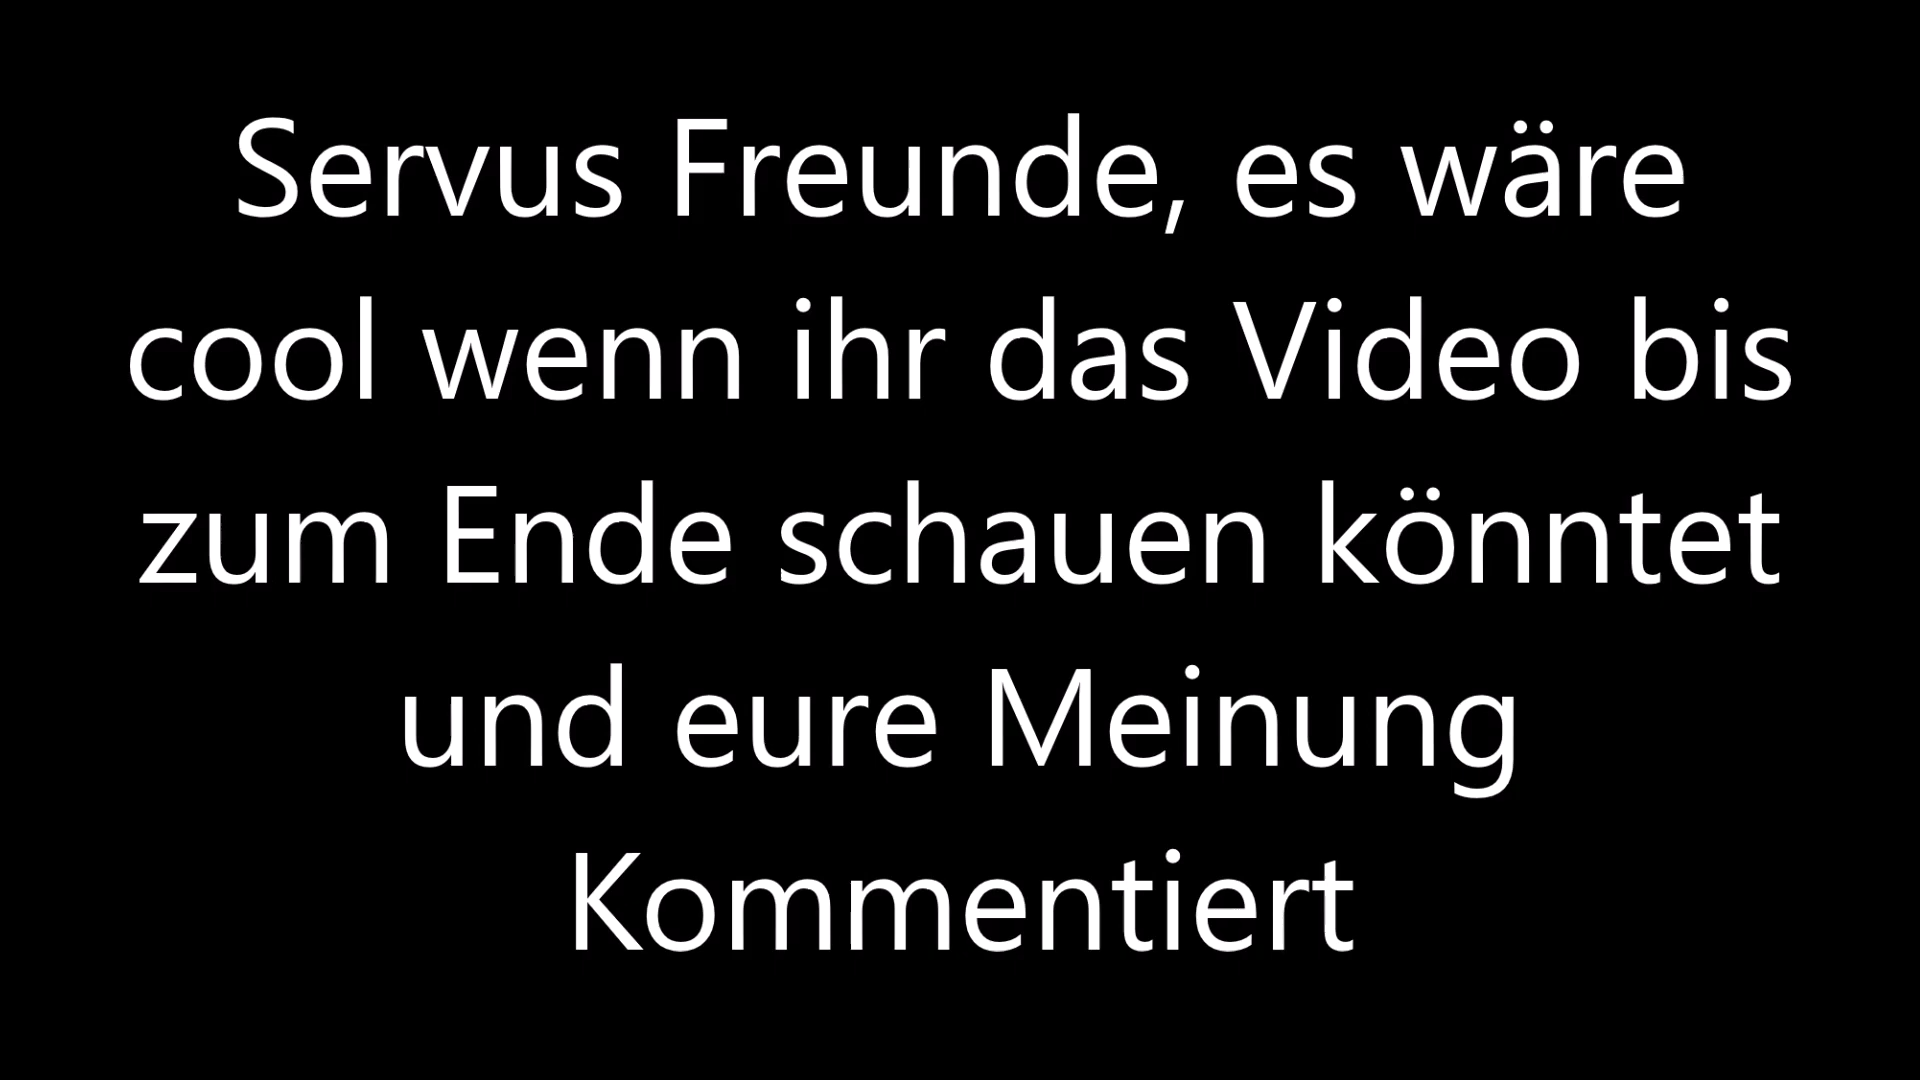 Servus Freunde, es wäre
cool wenn ihr das Video bis
zum Ende schauen könntet
und eure Meinung
Kommentiert